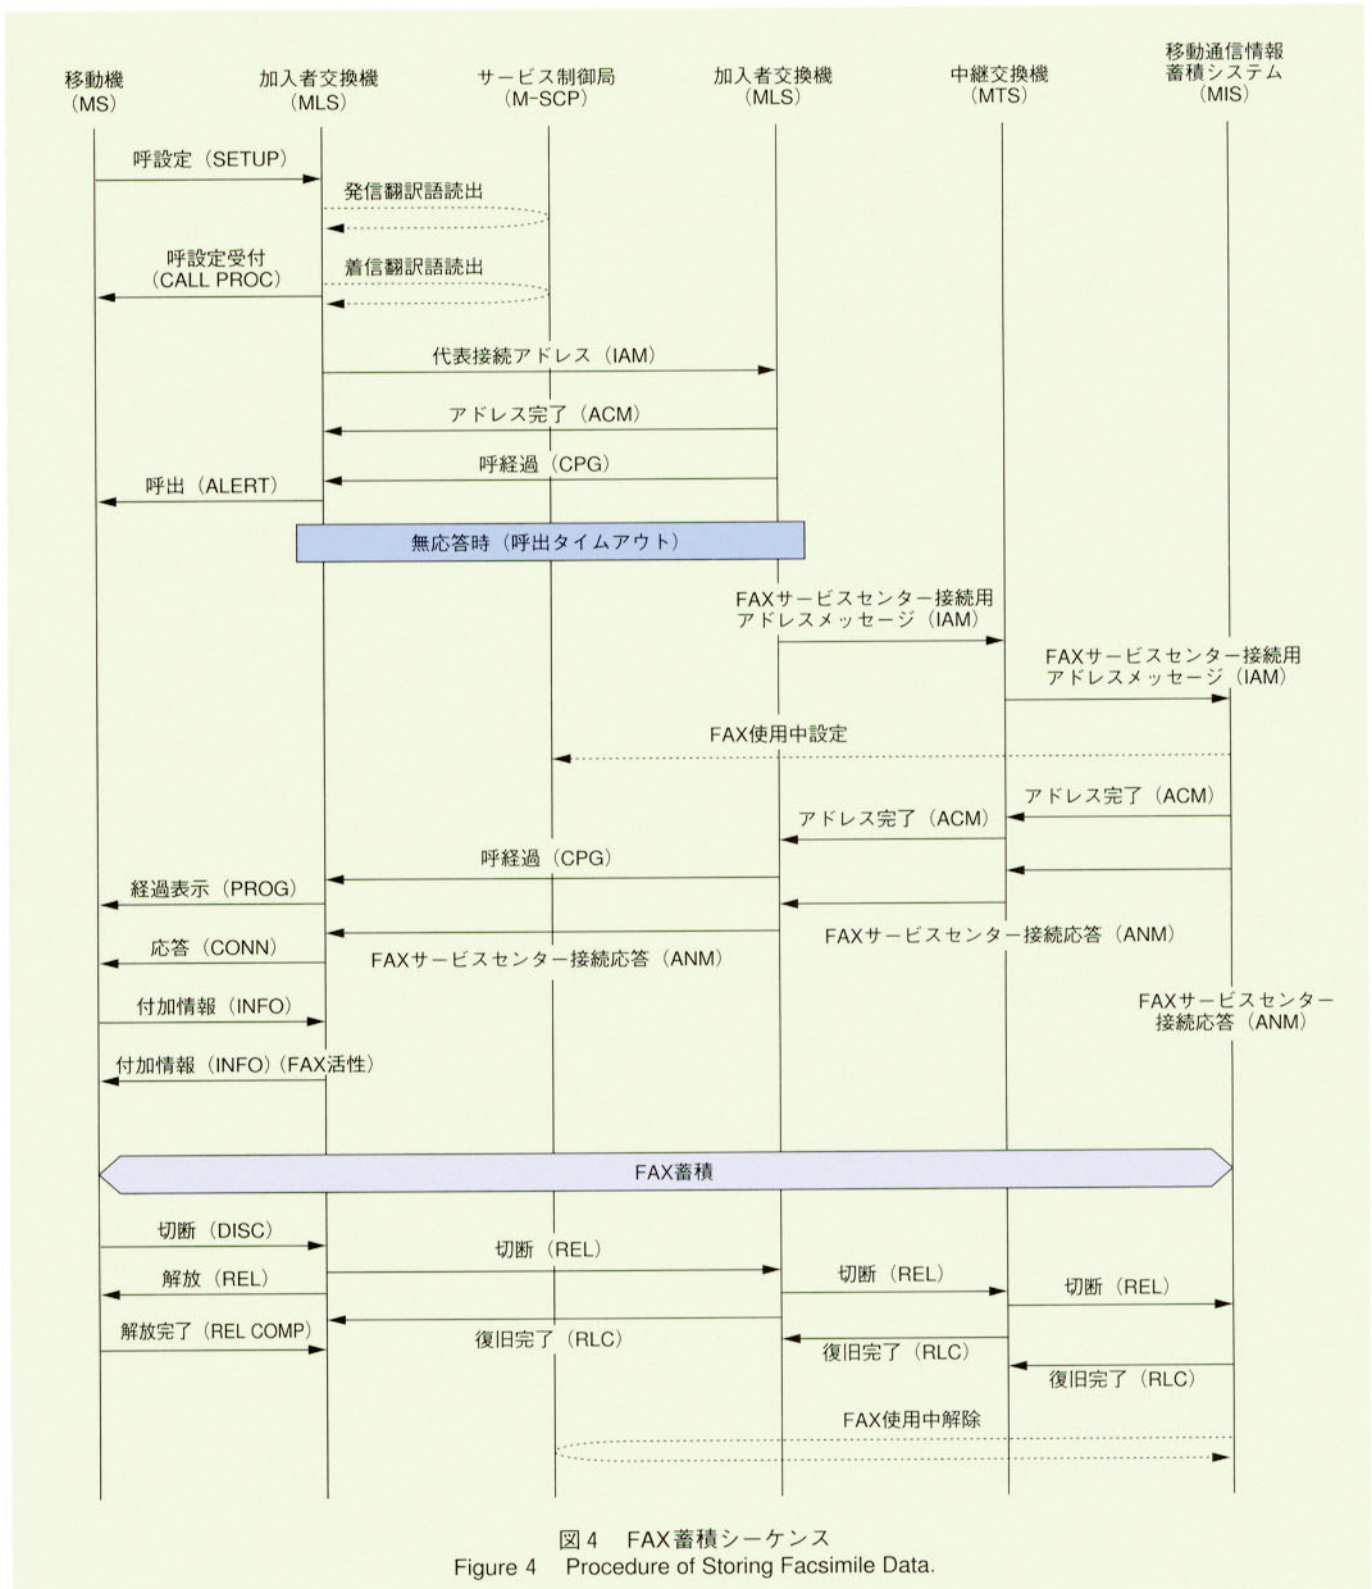 移動機
(MS)
加入者交換機
(MLS)
サービス制御局
(M-SCP)
加入者交換機
(MLS)
中継交換機
(MTS)
移動通信情報
蓄積システム
(MIS)
呼設定（SETUP）
発信翻訳語読出
呼設定受付
(CALL PROC)
着信翻訳語読出
代表接続アドレス（IAM）
アドレス完了（ACM）
呼経過（CPG）
呼出（ALERT）
無応答時（呼出タイムアウト）
FAXサービスセンター接続用
アドレスメッセージ（IAM）
FAXサービスセンター接続用
アドレスメッセージ（IAM）
FAX使用中設定
アドレス完了（ACM）
アドレス完了（ACM）
呼経過（CPG）
経過表示（PROG）
FAXサービスセンター接続応答（ANM）
応答（CONN）
FAXサービスセンター接続応答（ANM）
FAXサービスセンター
接続応答（ANM）
付加情報（INFO）
付加情報（INFO）（FAX活性）
FAX蓄積
切断（DISC）
切断（REL）
解放（REL）
切断（REL）
切断（REL）
解放完了（REL COMP）
復旧完了（RLC）
復旧完了（RLC）
復旧完了（RLC）
FAX使用中解除
図4　FAX蓄積シーケンス
Figure 4　Procedure of Storing Facsimile Data.